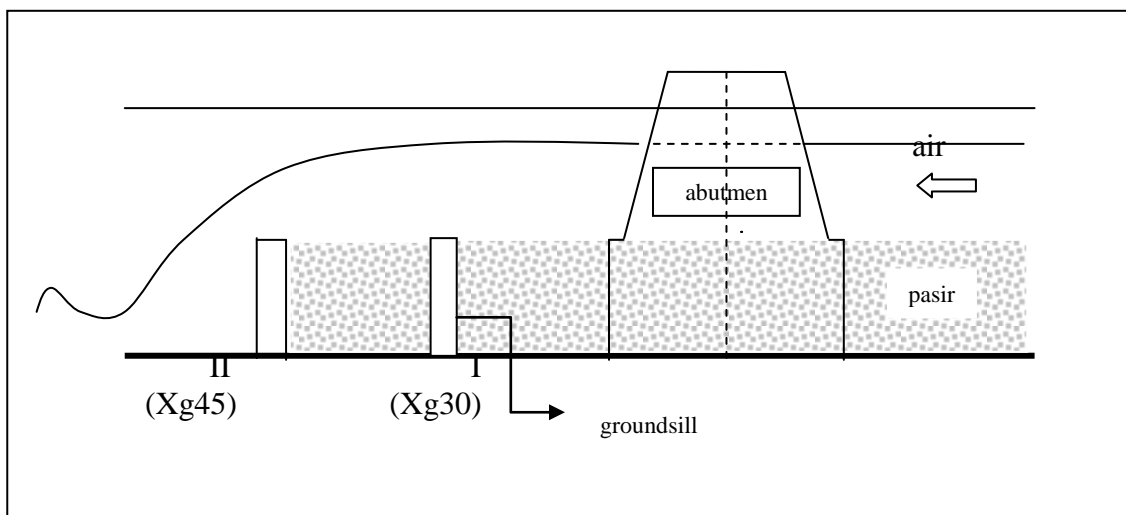 air
abutmen
pasir
II
I
(Xg45)
(Xg30)
groundsill